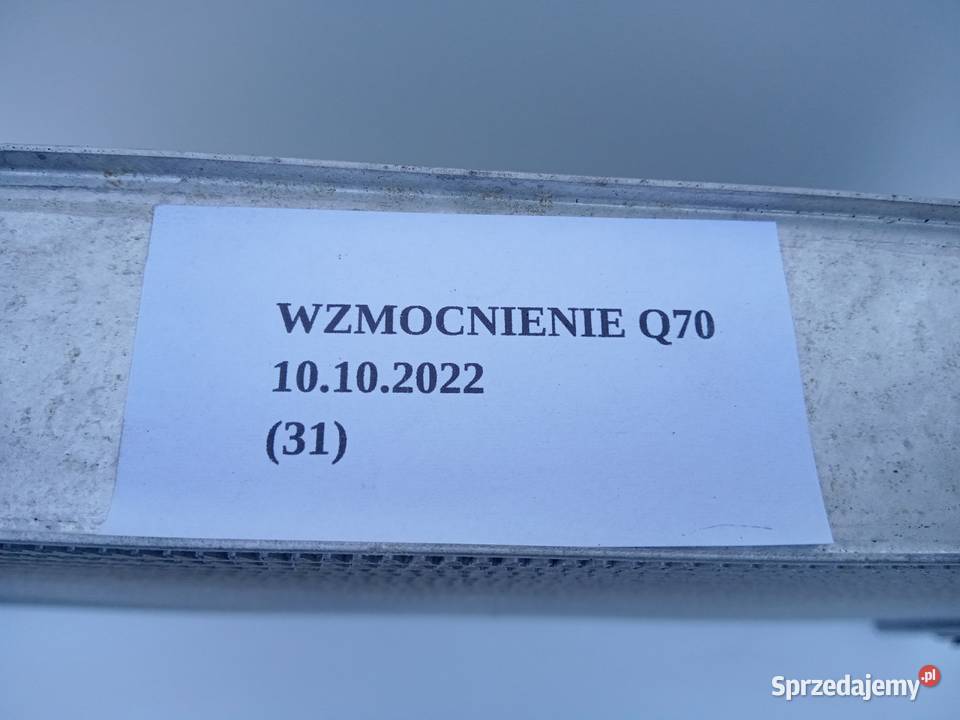 WZMOCNIENIE Q70
10.10.2022
(31)
Sprzedajemy.pl